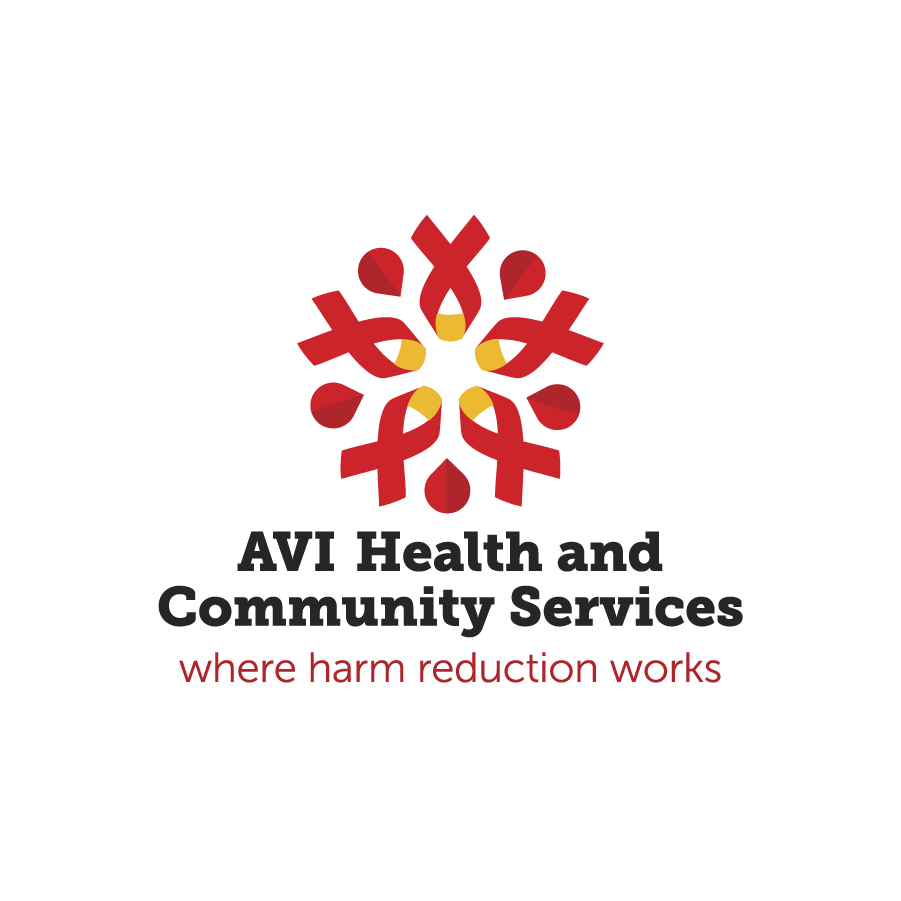 AVI Health and
Community Services
where harm reduction works